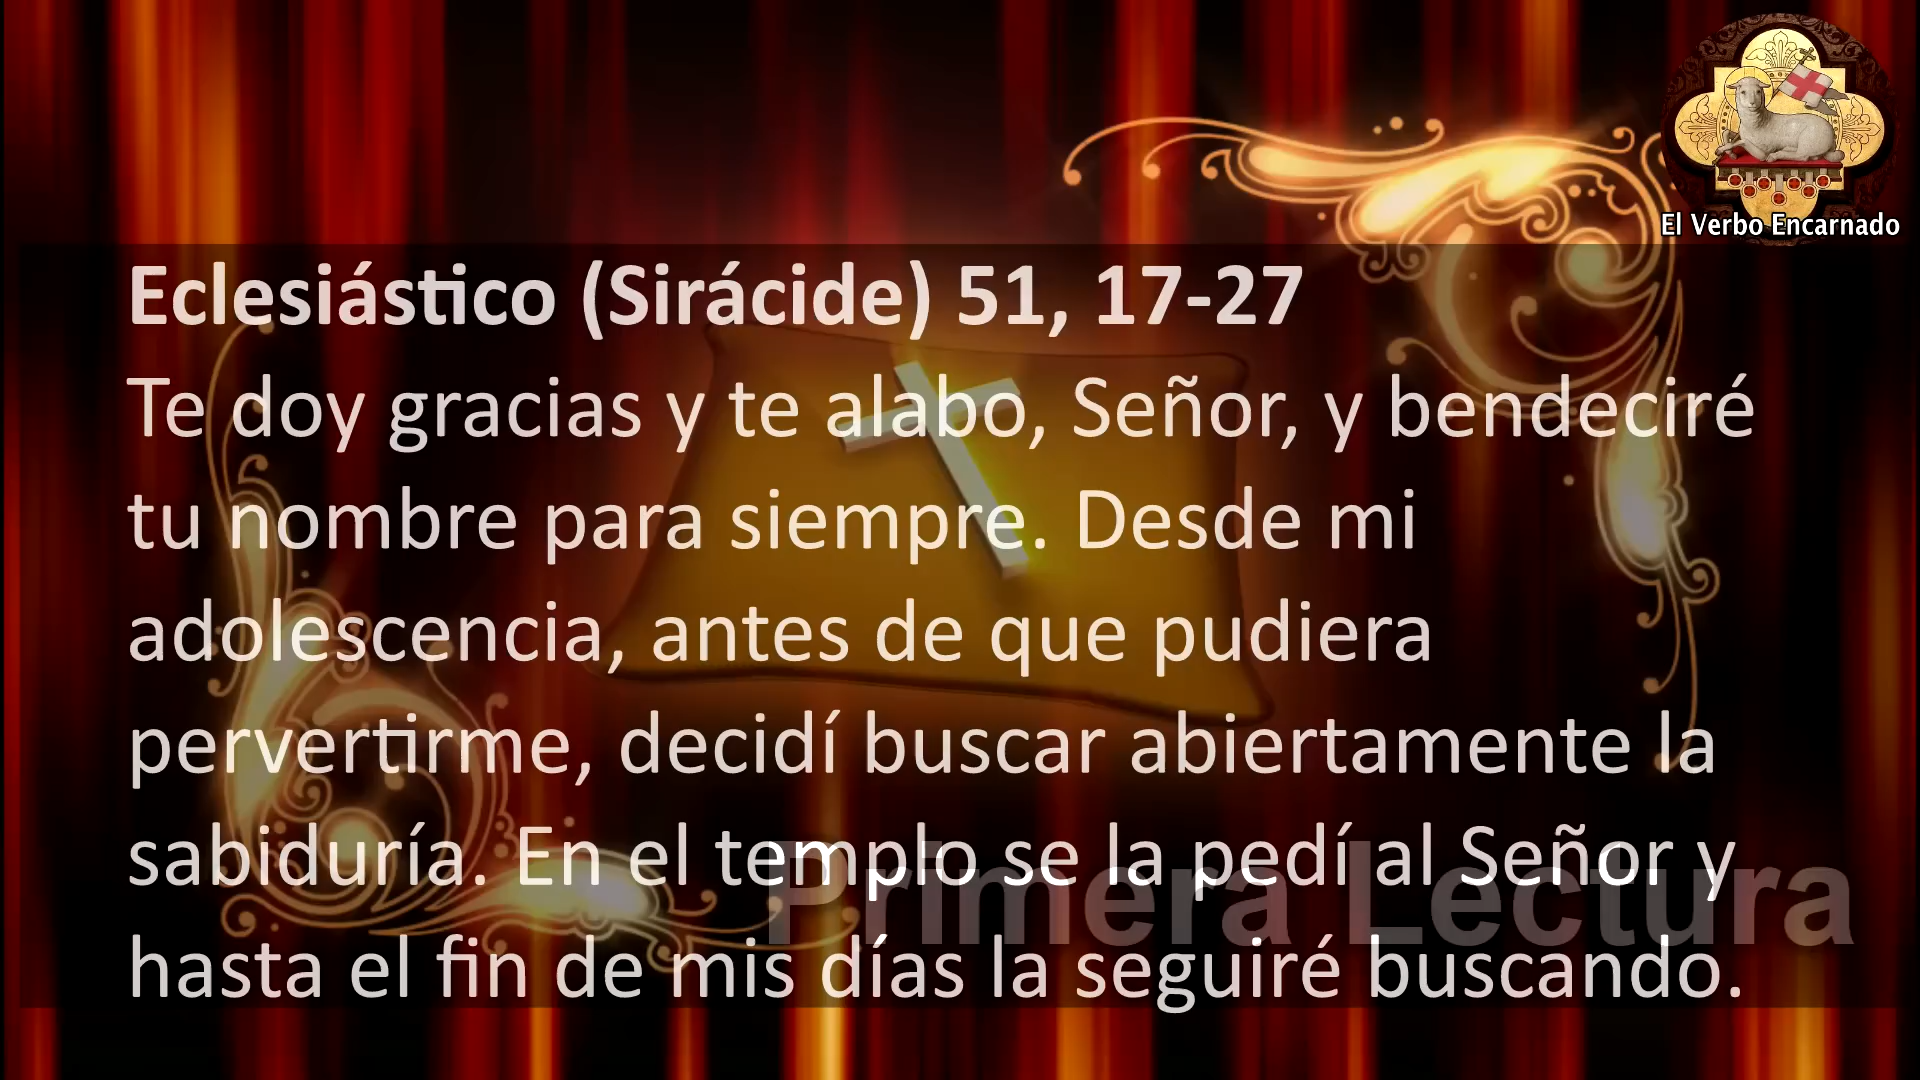 El Verbo Encarnado
Eclesiástico (Sirácide) 51, 17-27
Te doy gracias y te alabo, Señor, y bendeciré
tu nombre para siempre. Desde mi
adolescencia, antes de que pudiera
pervertirme, decidí buscar abiertamente la
sabiduría. En el templo se la pedí al Señor y
Primera Lectura
hasta el fin de mis días la seguiré buscando.